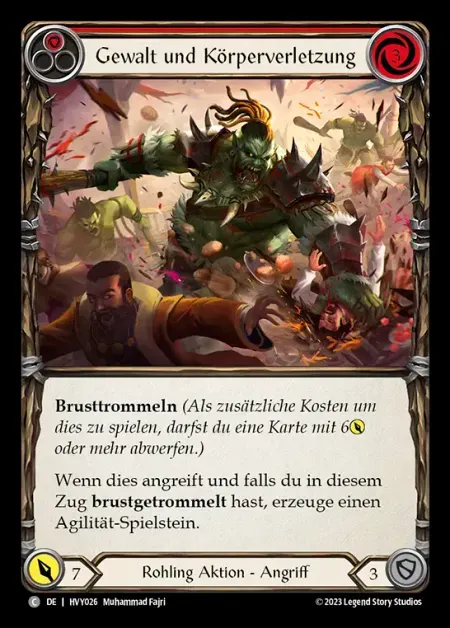 Gewalt und Körperverletzung
3
Brusttrommeln (Als zusätzliche Kosten um
dies zu spielen, darfst du eine Karte mit 6
oder mehr abwerfen.)
Wenn dies angreift und falls du in diesem
Zug brustgetrommelt hast, erzeuge einen
Agilität-Spielstein.
7
Rohling Aktion - Angriff
3
C DE | HVY026 Muhammad Fajri
© 2023 Legend Story Studios